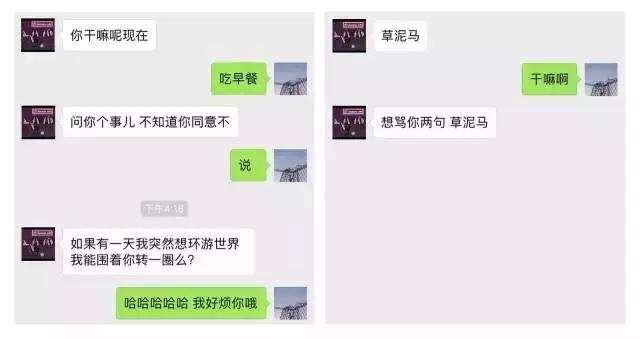 你干嘛呢现在
吃早餐
问你个事儿 不知道你同意不
说
下午4:16
如果有一天我突然想环游世界
我能围着你转一圈么?
哈哈哈哈哈 我好烦你哦
草泥马
干嘛啊
想骂你两句 草泥马